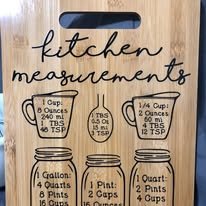 kitchen
measurements
1 Cup:
8 Ounces
240 ml
1 TBS
48 TSP
1 TBS
0.5 Oz
15 ml
3 TSP
1/4 Cup:
2 Ounces
60 ml
4 TBS
12 TSP
1 Gallon:
4 Quarts
8 Pints
16 Cups
1 Pint:
2 Cups
16 Ounces
1 Quart:
2 Pints
4 Cups